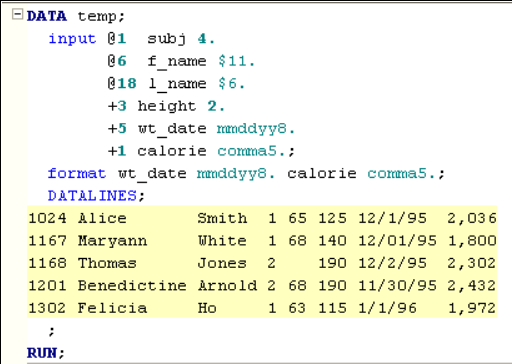 DATA temp;
  input @1  subj 4.
        @6  f_name $11.
        @18 l_name $6.
        +3 height 2.
        +5 wt_date mmddyy8.
        +1 calorie comma5.;
  format wt_date mmddyy8. calorie comma5.;
  DATALINES;
1024 Alice       Smith  1 65 125 12/1/95  2,036
1167 Maryann     White  1 68 140 12/01/95 1,800
1168 Thomas      Jones  2    190 12/2/95  2,302
1201 Benedictine Arnold 2 68 190 11/30/95 2,432
1302 Felicia     Ho     1 63 115 1/1/96   1,972
  ;
RUN;